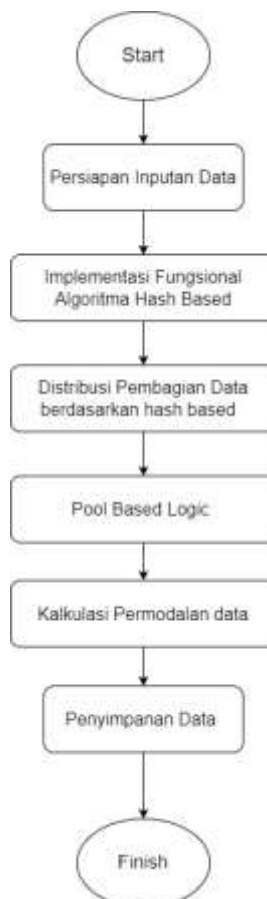 Start
Persiapan Inputan Data
Implementasi Fungsional
Algoritma Hash Based
Distribusi Pembagian Data
berdasarkan hash based
Pool Based Logic
Kalkulasi Permodalan data
Penyimpanan Data
Finish